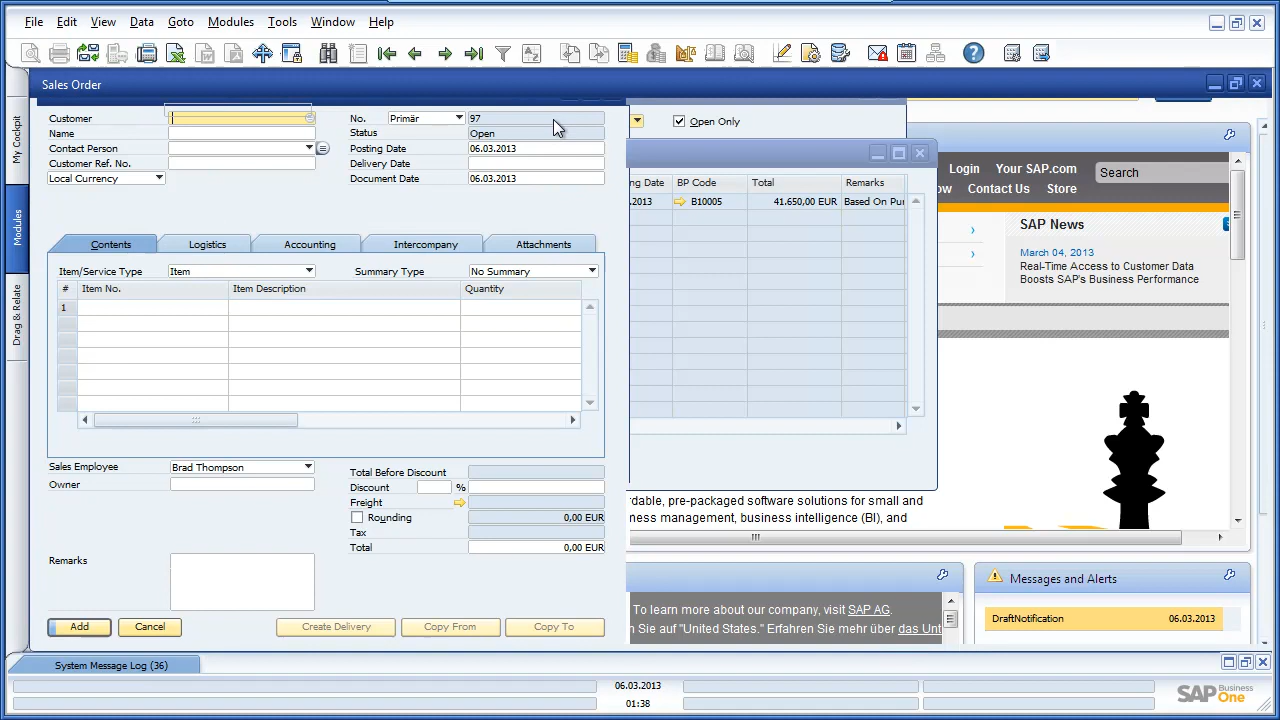 File Edit View Data Goto Modules Tools Window Help
Sales Order
My Cockpit
Modules
Drag & Relate
Customer
No. Primär 97
Name
Status Open
Contact Person
Posting Date 06.03.2013
Customer Ref. No.
Delivery Date
Local Currency
Document Date 06.03.2013
Contents Logistics Accounting Intercompany Attachments
Item/Service Type Item
Summary Type No Summary
# Item No. Item Description Quantity
1
Sales Employee Brad Thompson
Owner
Total Before Discount
Discount %
Freight
Rounding 0,00 EUR
Tax
Total 0,00 EUR
Remarks
Add Cancel Create Delivery Copy From Copy To
Open Only
ng Date BP Code Total Remarks
.2013 B10005 41.650,00 EUR Based On Pur
Login Your SAP.com Search
ow Contact Us Store
SAP News
March 04, 2013
Real-Time Access to Customer Data
Boosts SAP's Business Performance
rdable, pre-packaged software solutions for small and
ness management, business intelligence (BI), and
To learn more about our company, visit SAP AG.
n Sie auf "United States." Erfahren Sie mehr über das Unt
Messages and Alerts
DraftNotification 06.03.2013
System Message Log (36)
06.03.2013
01:38
SAP Business One